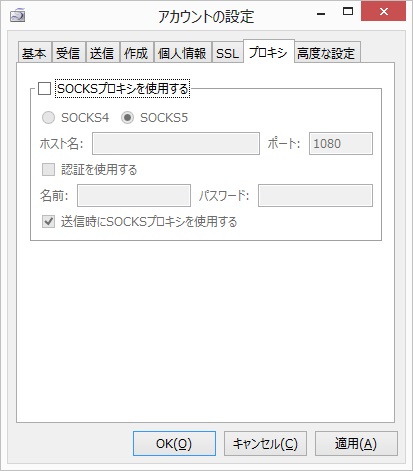 アカウントの設定
基本 受信 送信 作成 個人情報 SSL プロキシ 高度な設定
SOCKSプロキシを使用する
SOCKS4 SOCKS5
ホスト名: ポート: 1080
認証を使用する
名前: パスワード:
送信時にSOCKSプロキシを使用する
OK(O) キャンセル(C) 適用(A)